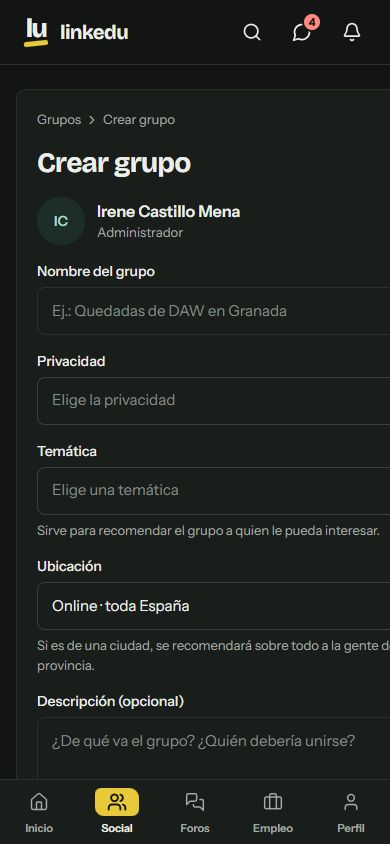 lu linkedu 4
Grupos > Crear grupo
Crear grupo
IC
Irene Castillo Mena
Administrador
Nombre del grupo
Ej.: Quedadas de DAW en Granada
Privacidad
Elige la privacidad
Temática
Elige una temática
Sirve para recomendar el grupo a quien le pueda interesar.
Ubicación
Online · toda España
Si es de una ciudad, se recomendará sobre todo a la gente d
provincia.
Descripción (opcional)
¿De qué va el grupo? ¿Quién debería unirse?
Inicio Social Foros Empleo Perfil